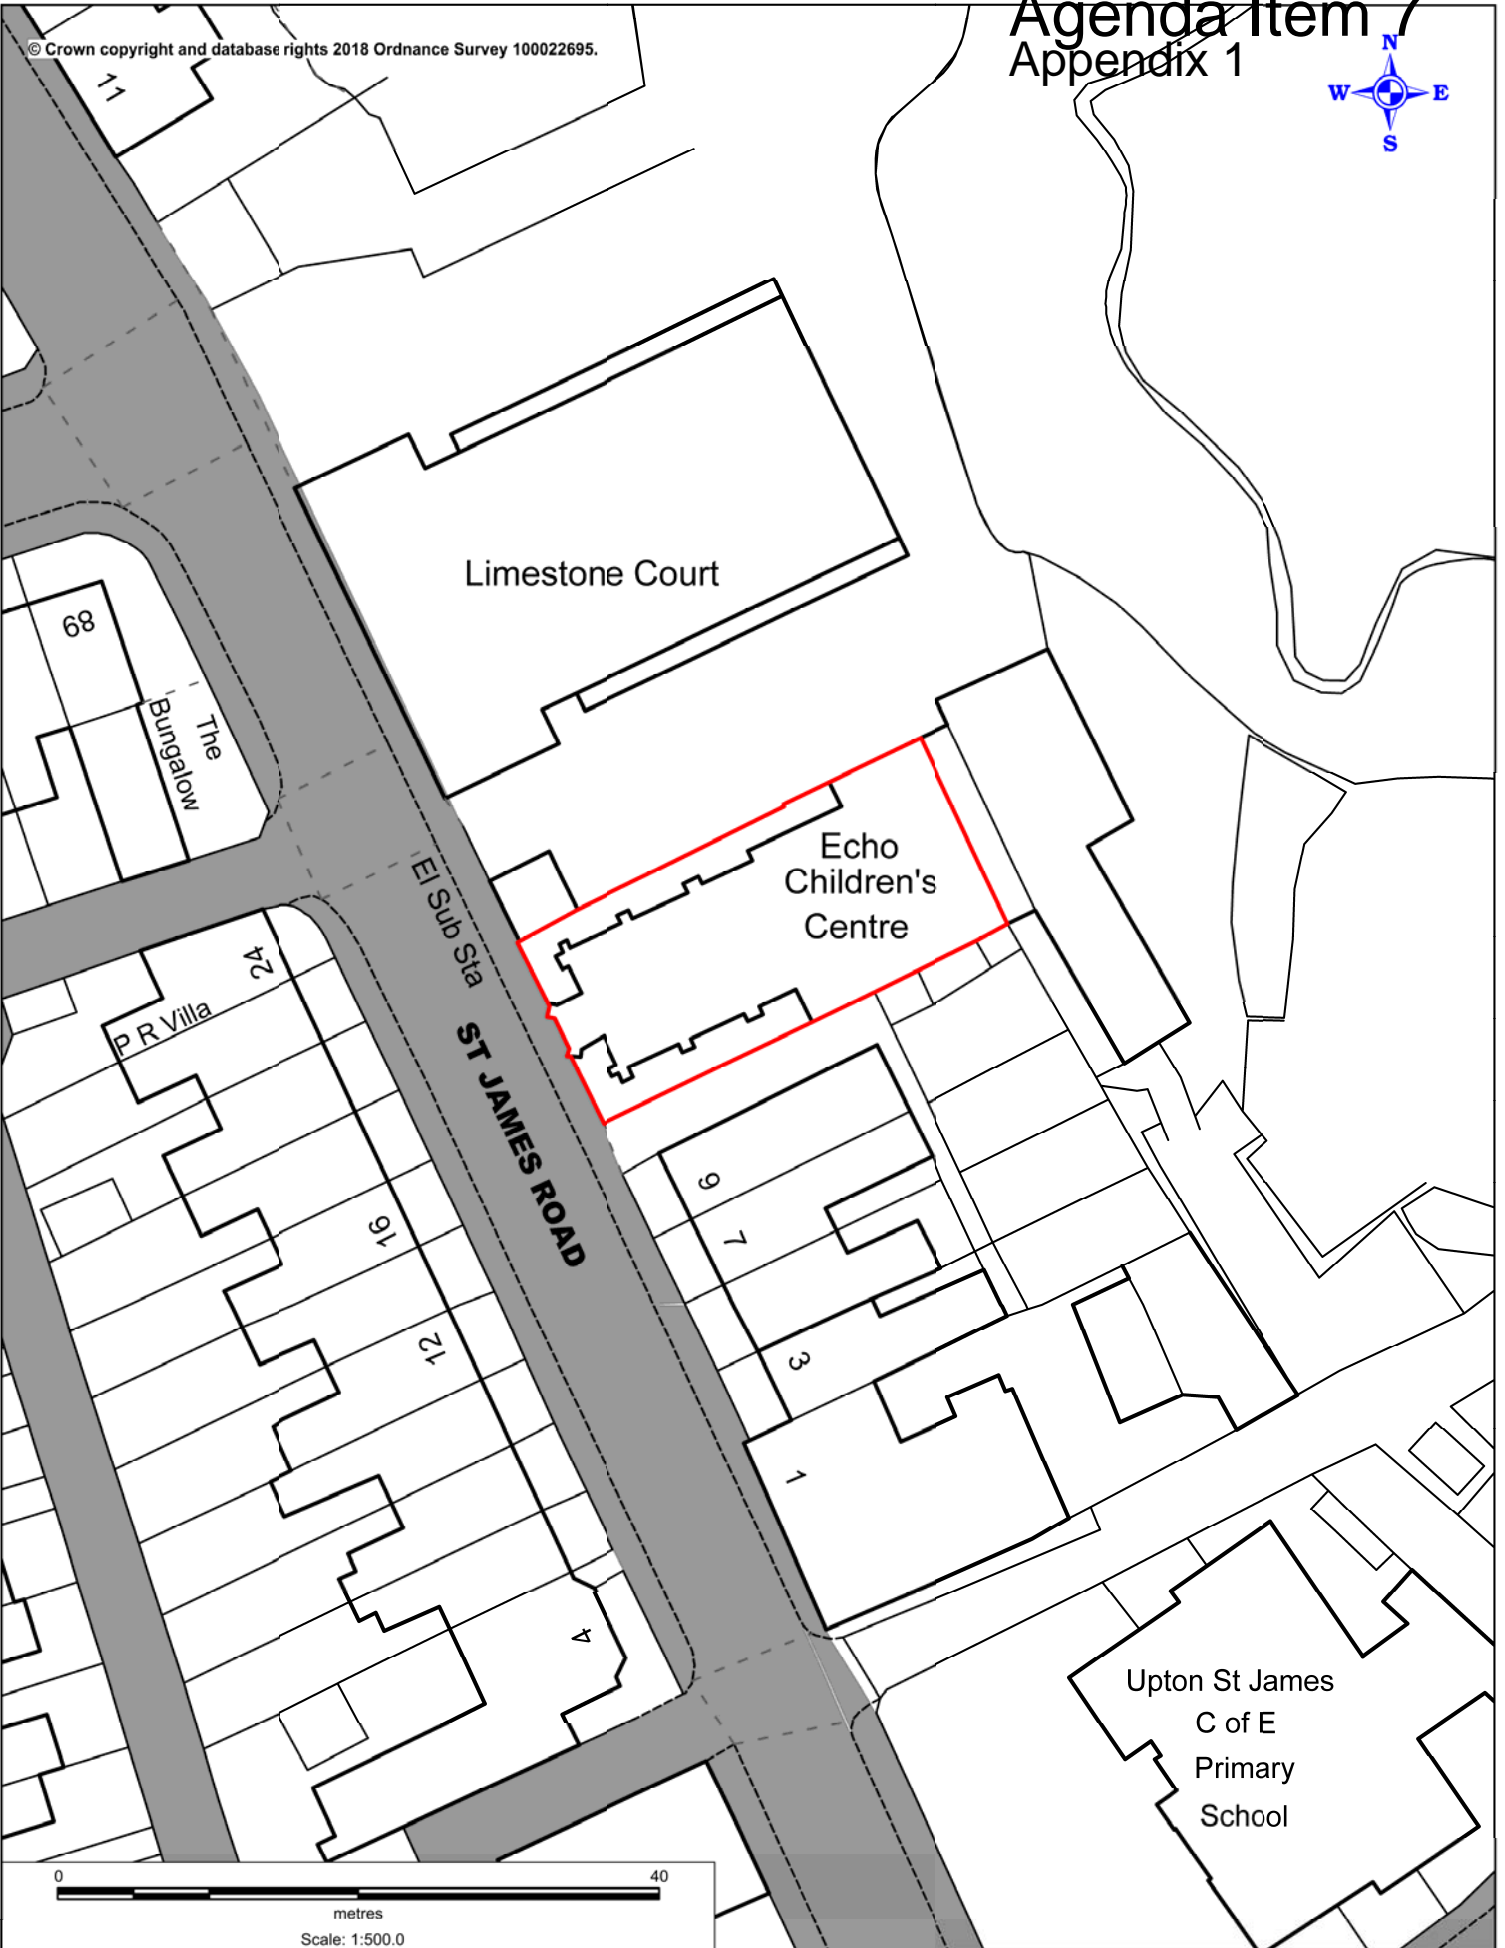 Agenda Item 7
Appendix 1
© Crown copyright and database rights 2018 Ordnance Survey 100022695.
N
W E
S
11
Limestone Court
89
The
Bungalow
Echo
Children's
Centre
El Sub Sta
24
P R Villa
ST JAMES ROAD
9
7
16
12
3
1
4
Upton St James
C of E
Primary
School
0 40
metres
Scale: 1:500.0